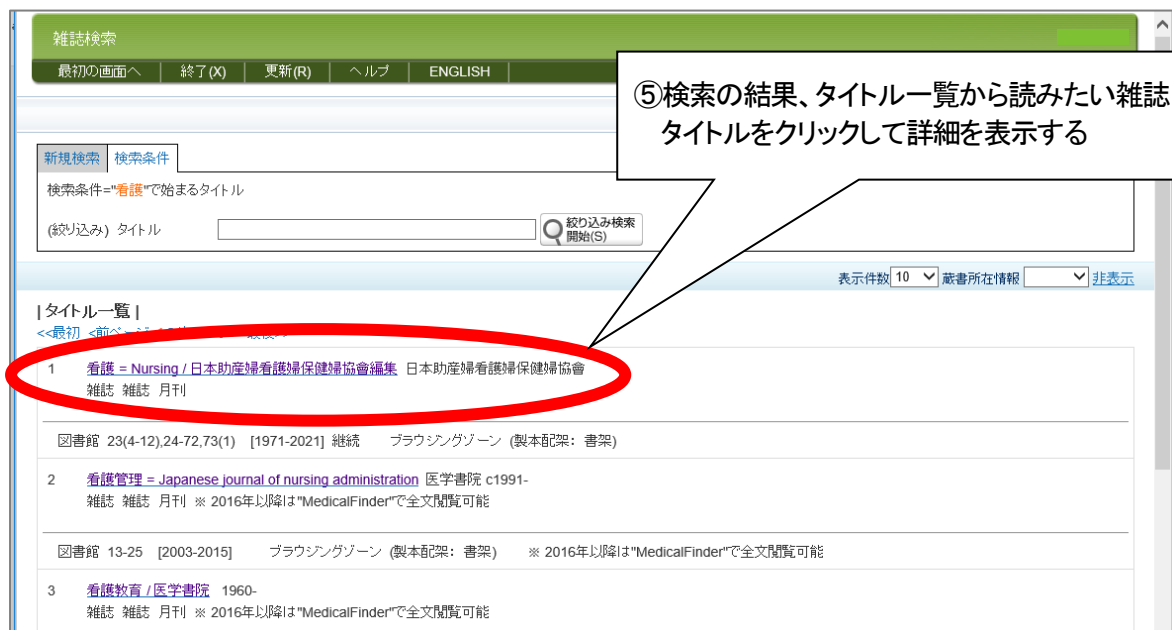 雑誌検索
最初の画面へ 終了(X) 更新(R) ヘルプ ENGLISH
⑤検索の結果、タイトル一覧から読みたい雑誌
タイトルをクリックして詳細を表示する
新規検索 検索条件
検索条件="看護"で始まるタイトル
(絞り込み) タイトル
絞り込み検索
開始(S)
表示件数 10 蔵書所在情報 非表示
|タイトル一覧|
<<最初 <前ページ
1 看護 = Nursing / 日本助産婦看護婦保健婦協會編集 日本助産婦看護婦保健婦協會
雑誌 雑誌 月刊
図書館 23(4-12),24-72,73(1) [1971-2021] 継続 ブラウジングゾーン (製本配架: 書架)
2 看護管理 = Japanese journal of nursing administration 医学書院 c1991-
雑誌 雑誌 月刊 ※ 2016年以降は"MedicalFinder"で全文閲覧可能
図書館 13-25 [2003-2015] ブラウジングゾーン (製本配架: 書架) ※ 2016年以降は"MedicalFinder"で全文閲覧可能
3 看護教育 / 医学書院 1960-
雑誌 雑誌 月刊 ※ 2016年以降は"MedicalFinder"で全文閲覧可能